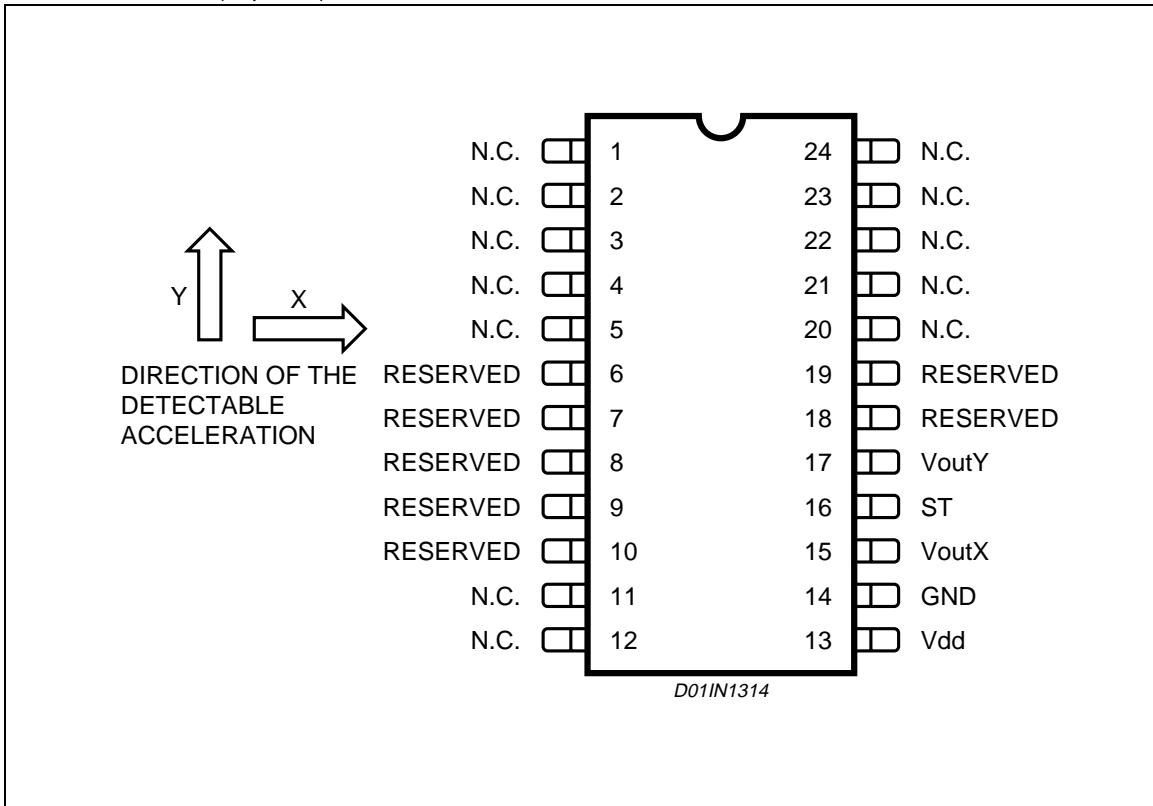 N.C. 1 24 N.C.
N.C. 2 23 N.C.
N.C. 3 22 N.C.
N.C. 4 21 N.C.
N.C. 5 20 N.C.
Y
X
DIRECTION OF THE
DETECTABLE
ACCELERATION
RESERVED 6 19 RESERVED
RESERVED 7 18 RESERVED
RESERVED 8 17 VoutY
RESERVED 9 16 ST
RESERVED 10 15 VoutX
N.C. 11 14 GND
N.C. 12 13 Vdd
D01IN1314